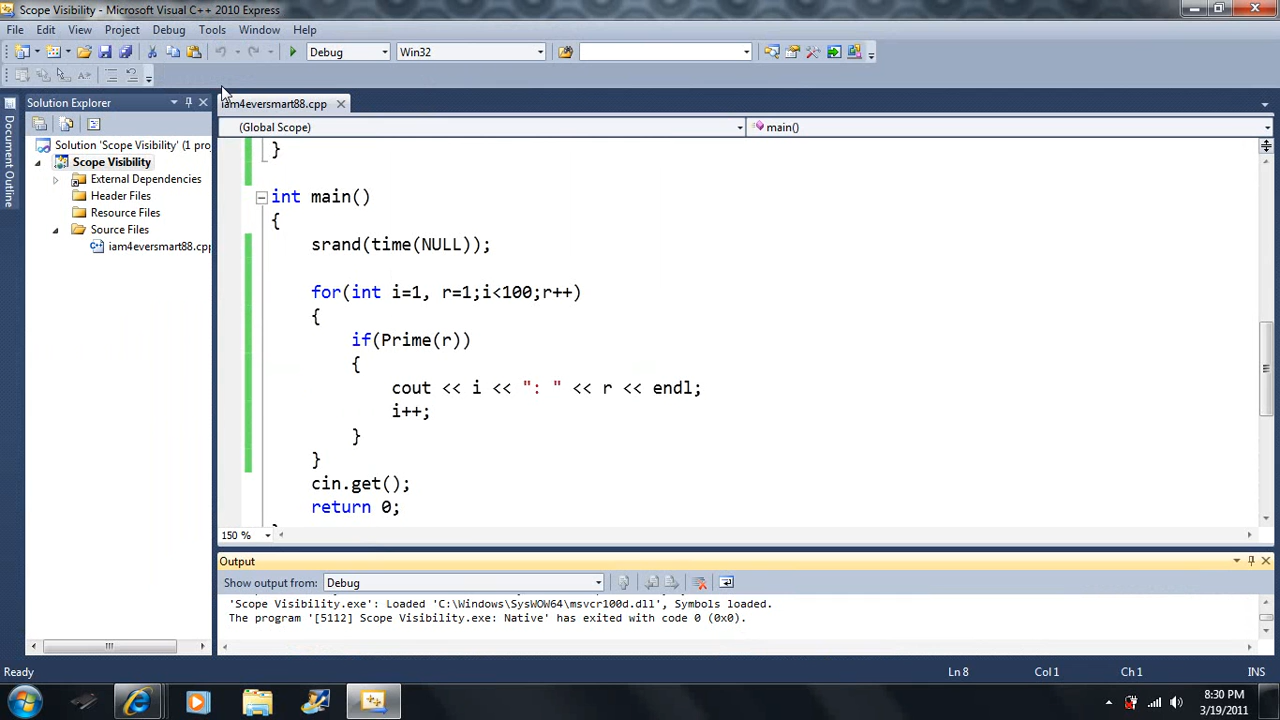 Scope Visibility - Microsoft Visual C++ 2010 Express
File Edit View Project Debug Tools Window Help
Debug Win32
Solution Explorer
iam4eversmart88.cpp
Document Outline
(Global Scope) main()
Solution 'Scope Visibility' (1 proj
Scope Visibility
External Dependencies
Header Files
Resource Files
Source Files
iam4eversmart88.cpp
}
int main()
{
srand(time(NULL));
for(int i=1, r=1;i<100;r++)
{
if(Prime(r))
{
cout << i << ": " << r << endl;
i++;
}
}
cin.get();
return 0;
150 %
Output
Show output from: Debug
'Scope Visibility.exe': Loaded 'C:\Windows\SysWOW64\msvcr100d.dll', Symbols loaded.
The program '[5112] Scope Visibility.exe: Native' has exited with code 0 (0x0).
Ready Ln 8 Col 1 Ch 1 INS
8:30 PM
3/19/2011